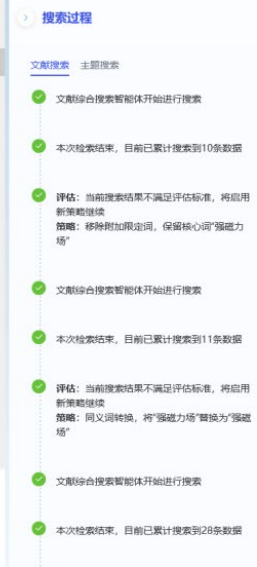 搜索过程
文献搜索 主题搜索
文献综合搜索智能体开始进行搜索
本次检索结束，目前已累计搜索到10条数据
评估：当前搜索结果不满足评估标准，将启用
新策略继续
策略：移除附加限定词，保留核心词“强磁力
场”
文献综合搜索智能体开始进行搜索
本次检索结束，目前已累计搜索到11条数据
评估：当前搜索结果不满足评估标准，将启用
新策略继续
策略：同义词转换，将“强磁力场”替换为“强磁
场”
文献综合搜索智能体开始进行搜索
本次检索结束，目前已累计搜索到28条数据